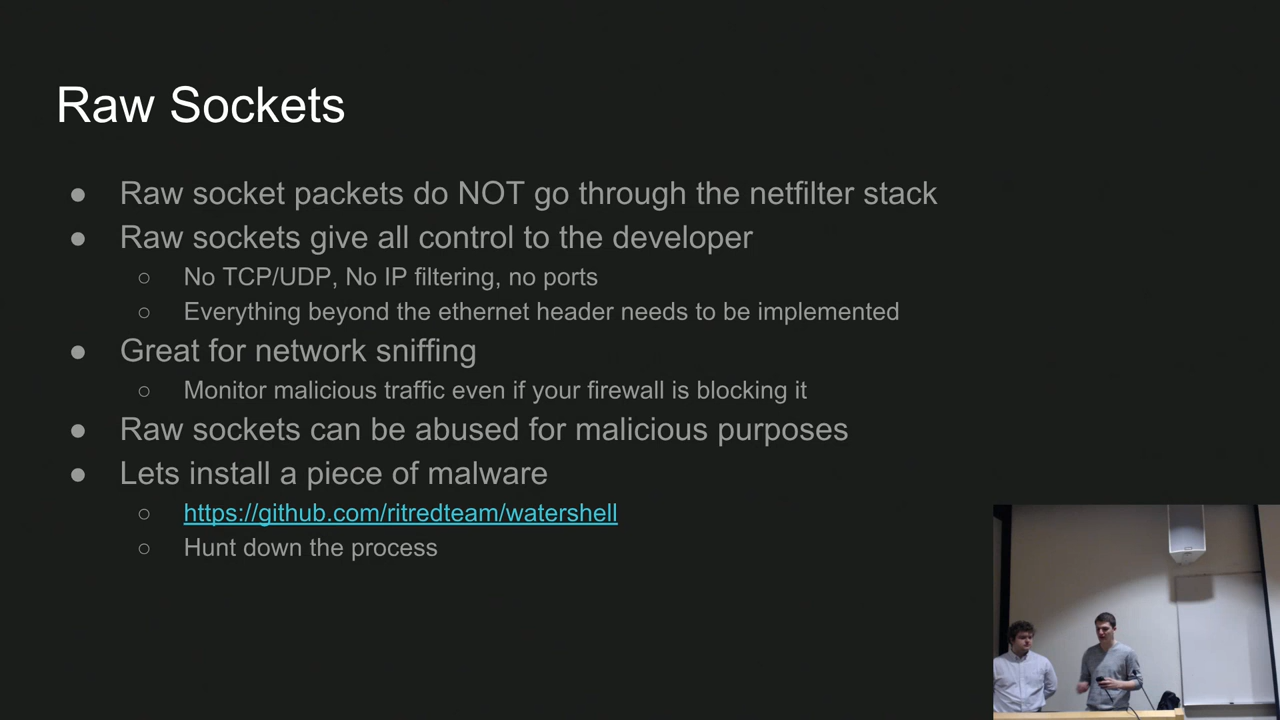 Raw Sockets
● Raw socket packets do NOT go through the netfilter stack
● Raw sockets give all control to the developer
○ No TCP/UDP, No IP filtering, no ports
○ Everything beyond the ethernet header needs to be implemented
● Great for network sniffing
○ Monitor malicious traffic even if your firewall is blocking it
● Raw sockets can be abused for malicious purposes
● Lets install a piece of malware
○ https://github.com/ritredteam/watershell
○ Hunt down the process